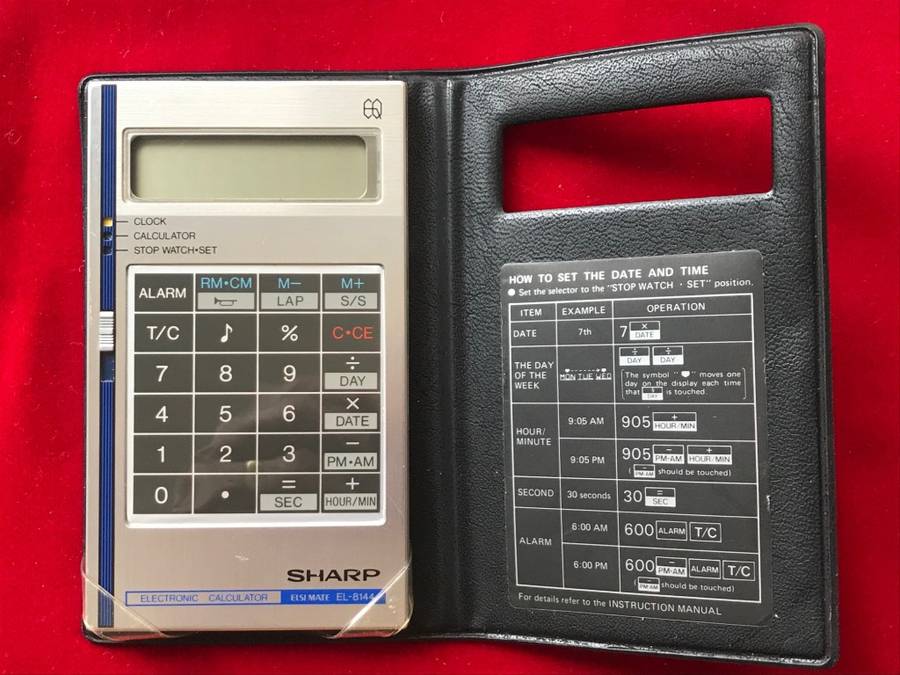 EQ
CLOCK
CALCULATOR
STOP WATCH•SET
ALARM RM•CM M− LAP M+ S/S
T/C ♪ % C•CE
7 8 9 ÷ DAY
4 5 6 × DATE
1 2 3 − PM•AM
0 • = SEC + HOUR/MIN
SHARP
ELECTRONIC CALCULATOR ELSI MATE EL-8144
HOW TO SET THE DATE AND TIME
● Set the selector to the "STOP WATCH · SET" position.
ITEM EXAMPLE OPERATION
DATE 7th 7 × DATE
THE DAY OF THE WEEK MON TUE WED ÷ DAY ÷ DAY
The symbol " " moves one
day on the display each time
that ÷ DAY is touched.
HOUR/MINUTE 9:05 AM 905 + HOUR/MIN
9:05 PM 905 − PM•AM + HOUR/MIN
( − PM•AM should be touched)
SECOND 30 seconds 30 = SEC
ALARM 6:00 AM 600 ALARM T/C
6:00 PM 600 − PM•AM ALARM T/C
( − PM•AM should be touched)
For details refer to the INSTRUCTION MANUAL